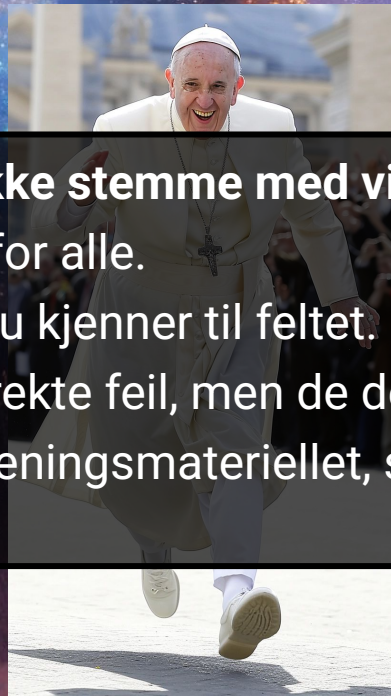 kke stemme med vi
for alle.
u kjenner til feltet.
rekte feil, men de d
eningsmateriellet, s